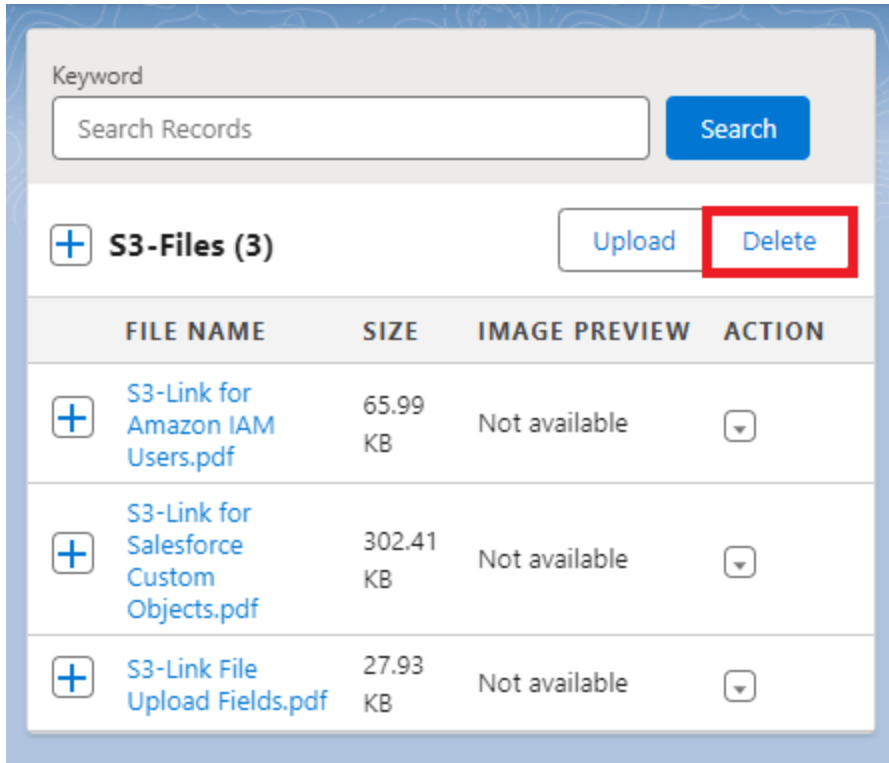 Keyword
Search Records
Search
S3-Files (3)
Upload
Delete
FILE NAME SIZE IMAGE PREVIEW ACTION
S3-Link for
Amazon IAM
Users.pdf
65.99
KB
Not available
S3-Link for
Salesforce
Custom
Objects.pdf
302.41
KB
Not available
S3-Link File
Upload Fields.pdf
27.93
KB
Not available